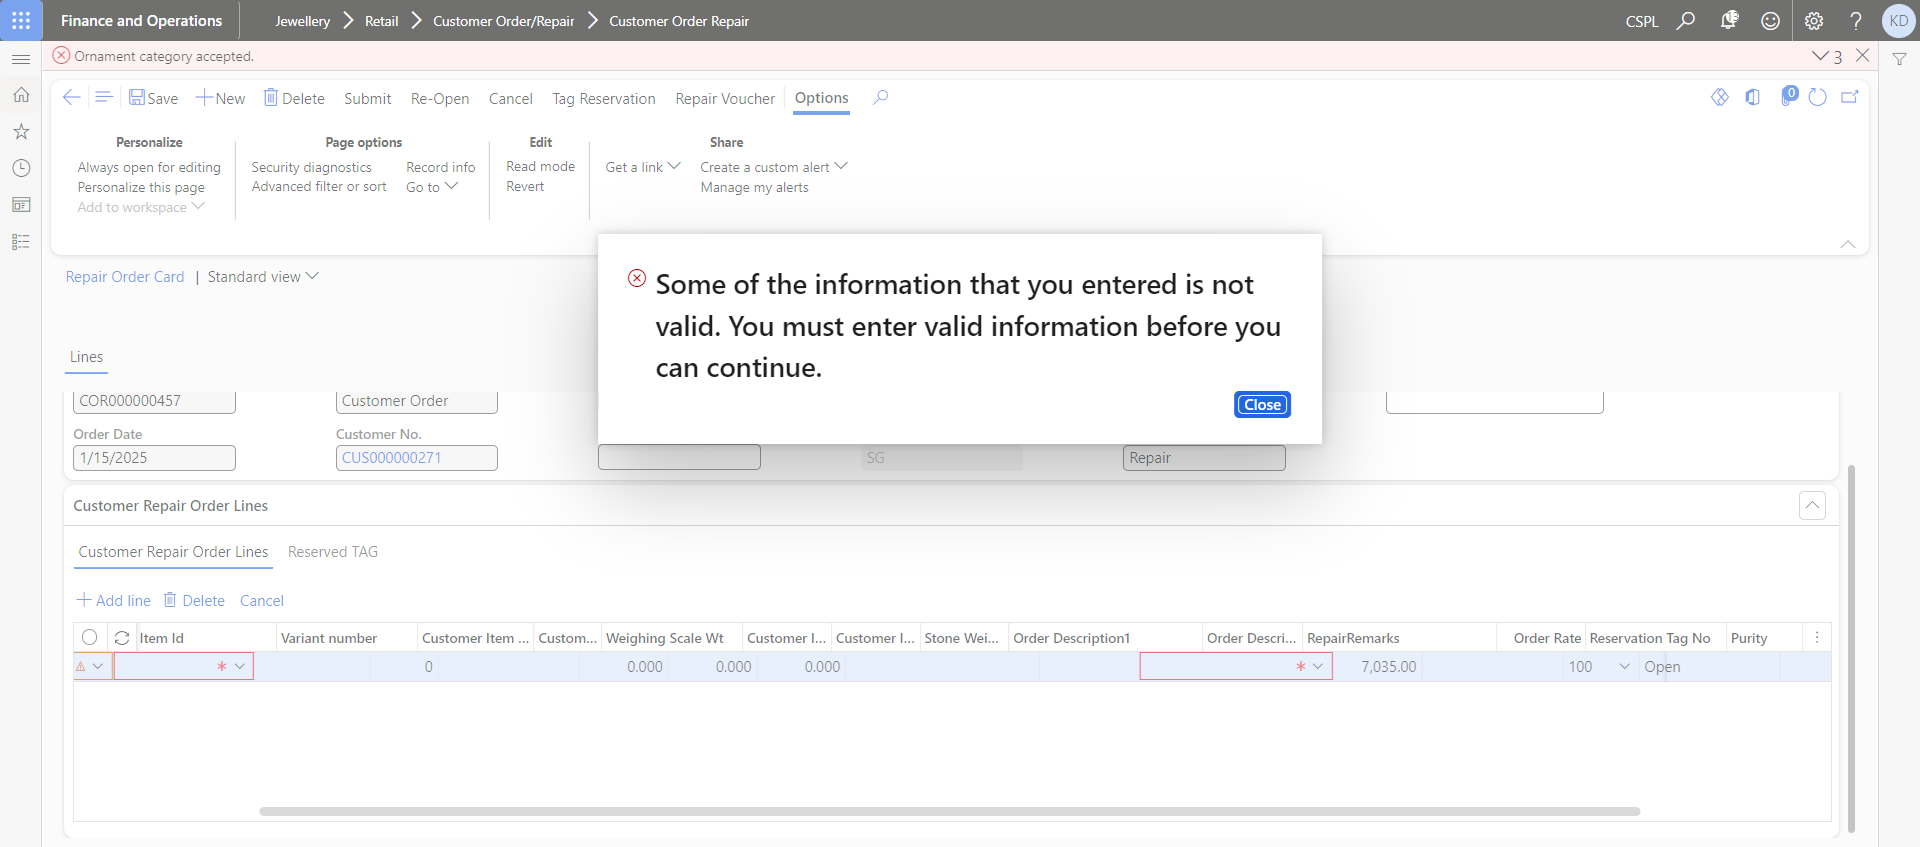 Finance and Operations
Jewellery
Retail
Customer Order/Repair
Customer Order Repair
CSPL
13
?
KD
Ornament category accepted.
3
Save
New
Delete
Submit
Re-Open
Cancel
Tag Reservation
Repair Voucher
Options
0
Personalize
Always open for editing
Personalize this page
Add to workspace
Page options
Security diagnostics
Advanced filter or sort
Record info
Go to
Edit
Read mode
Revert
Share
Get a link
Create a custom alert
Manage my alerts
Some of the information that you entered is not
valid. You must enter valid information before you
can continue.
Close
Repair Order Card | Standard view
Lines
COR000000457
Customer Order
Order Date
Customer No.
1/15/2025
CUS000000271
SG
Repair
Customer Repair Order Lines
Customer Repair Order Lines
Reserved TAG
Add line
Delete
Cancel
Item Id
Variant number
Customer Item ...
Custom...
Weighing Scale Wt
Customer I...
Customer I...
Stone Wei...
Order Description1
Order Descri...
RepairRemarks
Order Rate
Reservation Tag No
Purity
*
0
0.000
0.000
0.000
*
7,035.00
100
Open